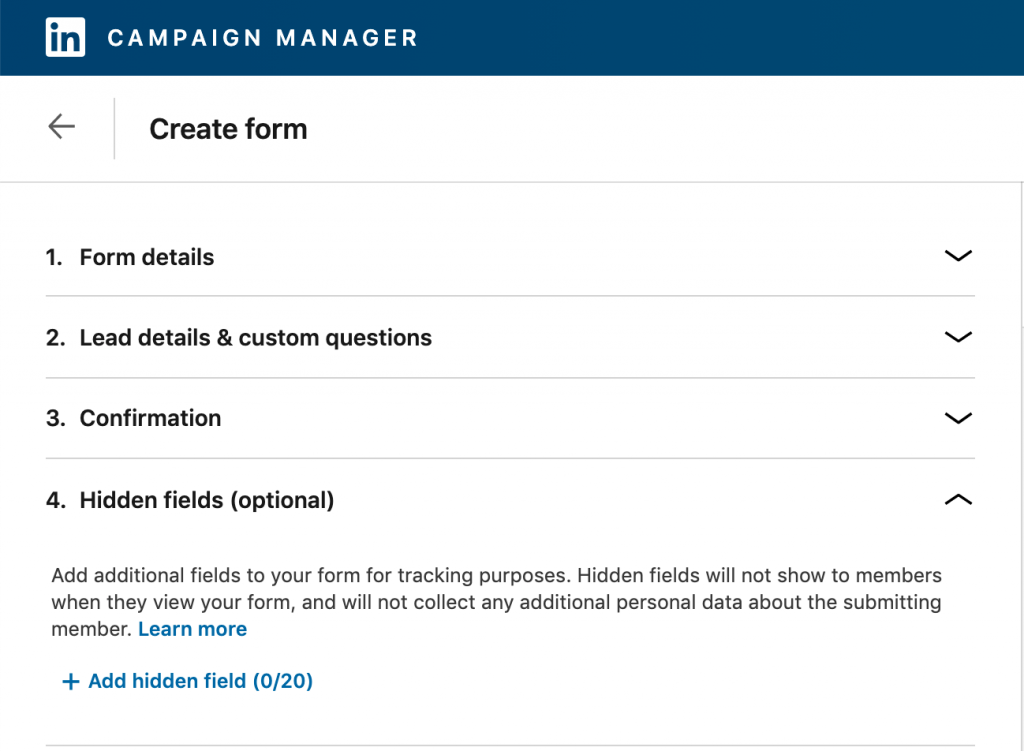 in CAMPAIGN MANAGER
Create form
1. Form details
2. Lead details & custom questions
3. Confirmation
4. Hidden fields (optional)
Add additional fields to your form for tracking purposes. Hidden fields will not show to members
when they view your form, and will not collect any additional personal data about the submitting
member. Learn more
+ Add hidden field (0/20)